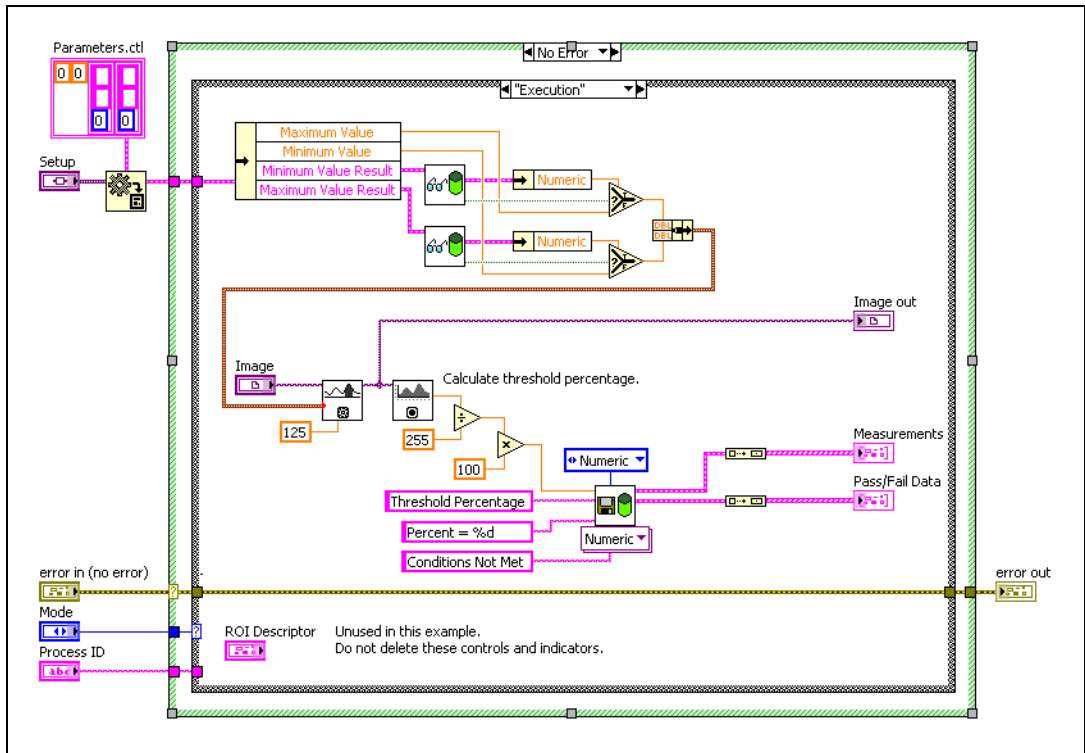 Parameters.ctl
0 0
0 0
Setup
No Error
"Execution"
Maximum Value
Minimum Value
Minimum Value Result
Maximum Value Result
Numeric
Numeric
? T F
? T F
DBL
DBL
Image out
Image
Calculate threshold percentage.
125
255
100
Numeric
Threshold Percentage
Percent = %d
Conditions Not Met
Numeric
Measurements
Pass/Fail Data
error in (no error)
?
error out
Mode
?
Process ID
abc
ROI Descriptor
Unused in this example.
Do not delete these controls and indicators.